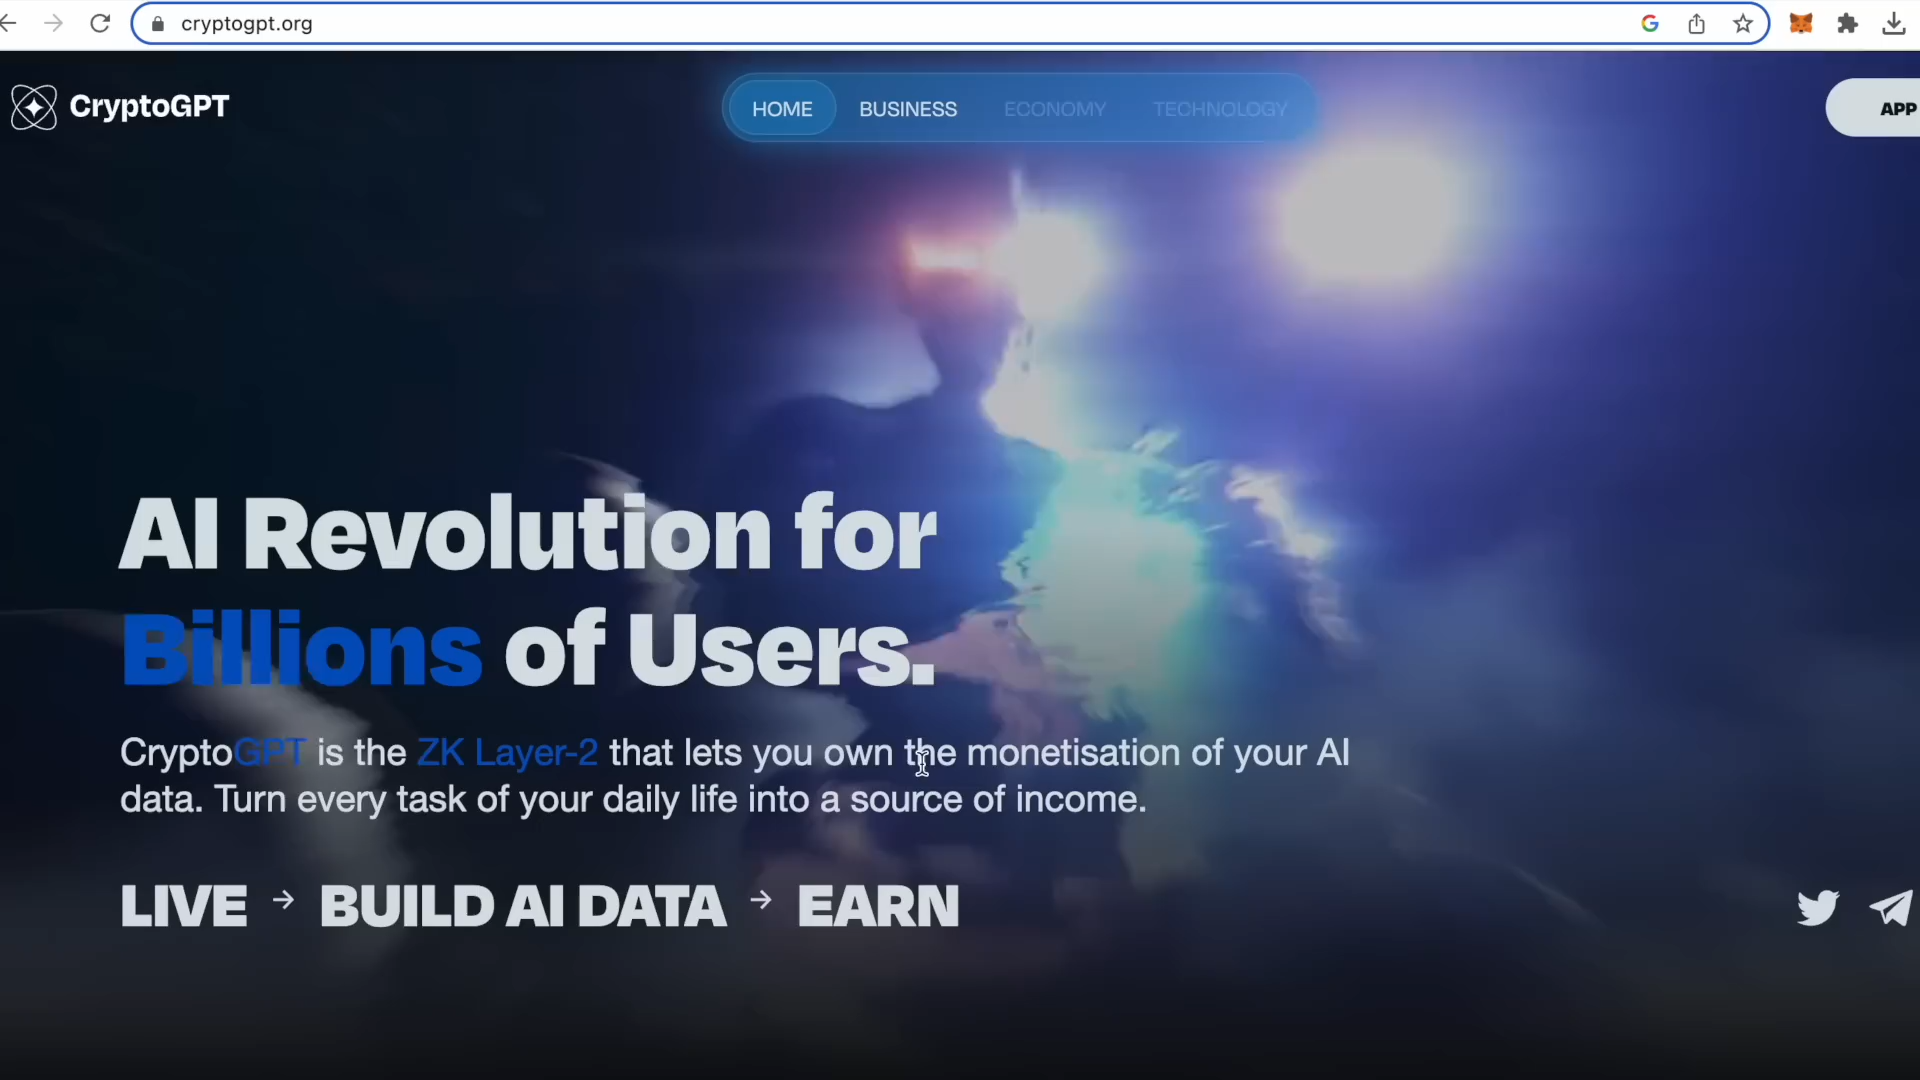 cryptogpt.org
CryptoGPT
HOME BUSINESS ECONOMY TECHNOLOGY
APP
AI Revolution for
Billions of Users.
CryptoGPT is the ZK Layer-2 that lets you own the monetisation of your AI
data. Turn every task of your daily life into a source of income.
LIVE → BUILD AI DATA → EARN